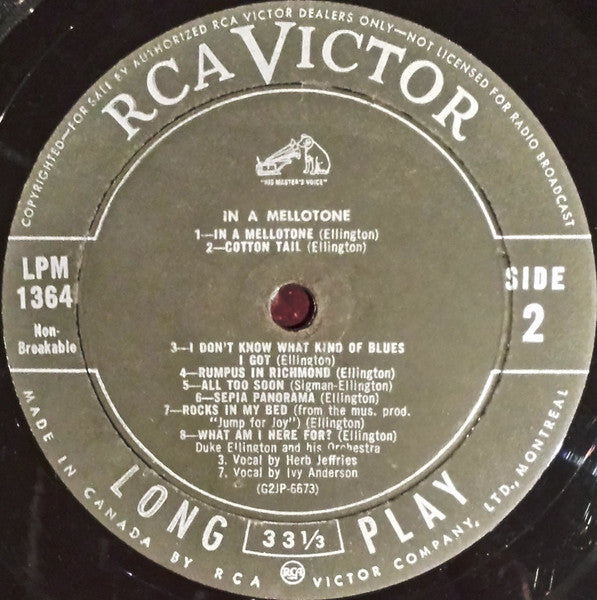 COPYRIGHTED—FOR SALE BY AUTHORIZED RCA VICTOR DEALERS ONLY—NOT LICENSED FOR RADIO BROADCAST
RCA VICTOR
"HIS MASTER'S VOICE"
IN A MELLOTONE
1—IN A MELLOTONE (Ellington)
2—COTTON TAIL (Ellington)
LPM
1364
Non-
Breakable
SIDE
2
3—I DON'T KNOW WHAT KIND OF BLUES
I GOT (Ellington)
4—RUMPUS IN RICHMOND (Ellington)
5—ALL TOO SOON (Sigman-Ellington)
6—SEPIA PANORAMA (Ellington)
7—ROCKS IN MY BED (from the mus. prod.
"Jump for Joy") (Ellington)
8—WHAT AM I HERE FOR? (Ellington)
Duke Ellington and his Orchestra
3. Vocal by Herb Jeffries
7. Vocal by Ivy Anderson
(G2JP-6673)
LONG 33⅓ PLAY
MADE IN CANADA BY RCA VICTOR COMPANY, LTD., MONTREAL
RCA